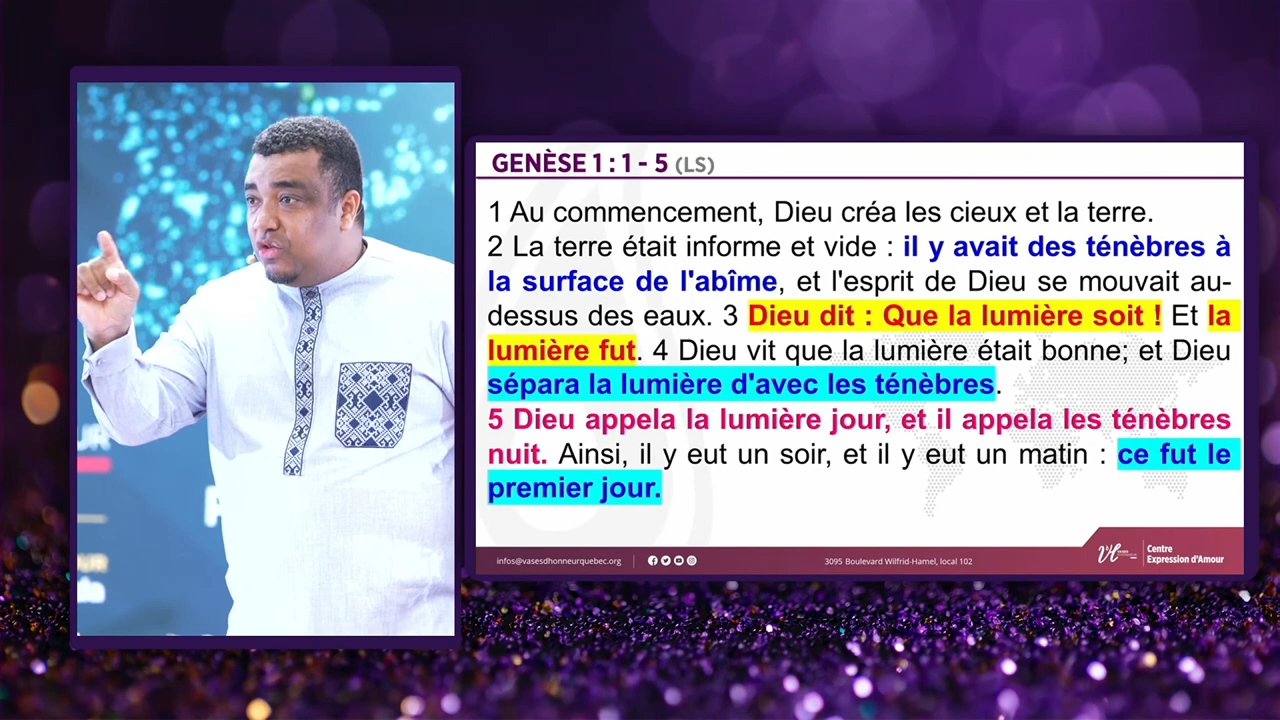 GENÈSE 1 : 1 - 5 (LS)
1 Au commencement, Dieu créa les cieux et la terre.
2 La terre était informe et vide : il y avait des ténèbres à
la surface de l'abîme, et l'esprit de Dieu se mouvait au-
dessus des eaux. 3 Dieu dit : Que la lumière soit ! Et la
lumière fut. 4 Dieu vit que la lumière était bonne; et Dieu
sépara la lumière d'avec les ténèbres.
5 Dieu appela la lumière jour, et il appela les ténèbres
nuit. Ainsi, il y eut un soir, et il y eut un matin : ce fut le
premier jour.
infos@vasesdhonneurquebec.org
3095 Boulevard Wilfrid-Hamel, local 102
Centre
Expression d'Amour